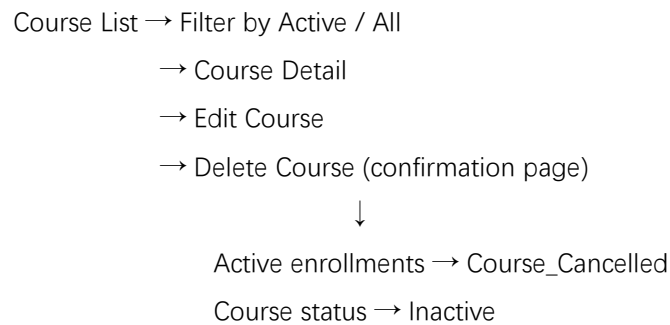 Course List → Filter by Active / All
→ Course Detail
→ Edit Course
→ Delete Course (confirmation page)
↓
Active enrollments → Course_Cancelled
Course status → Inactive